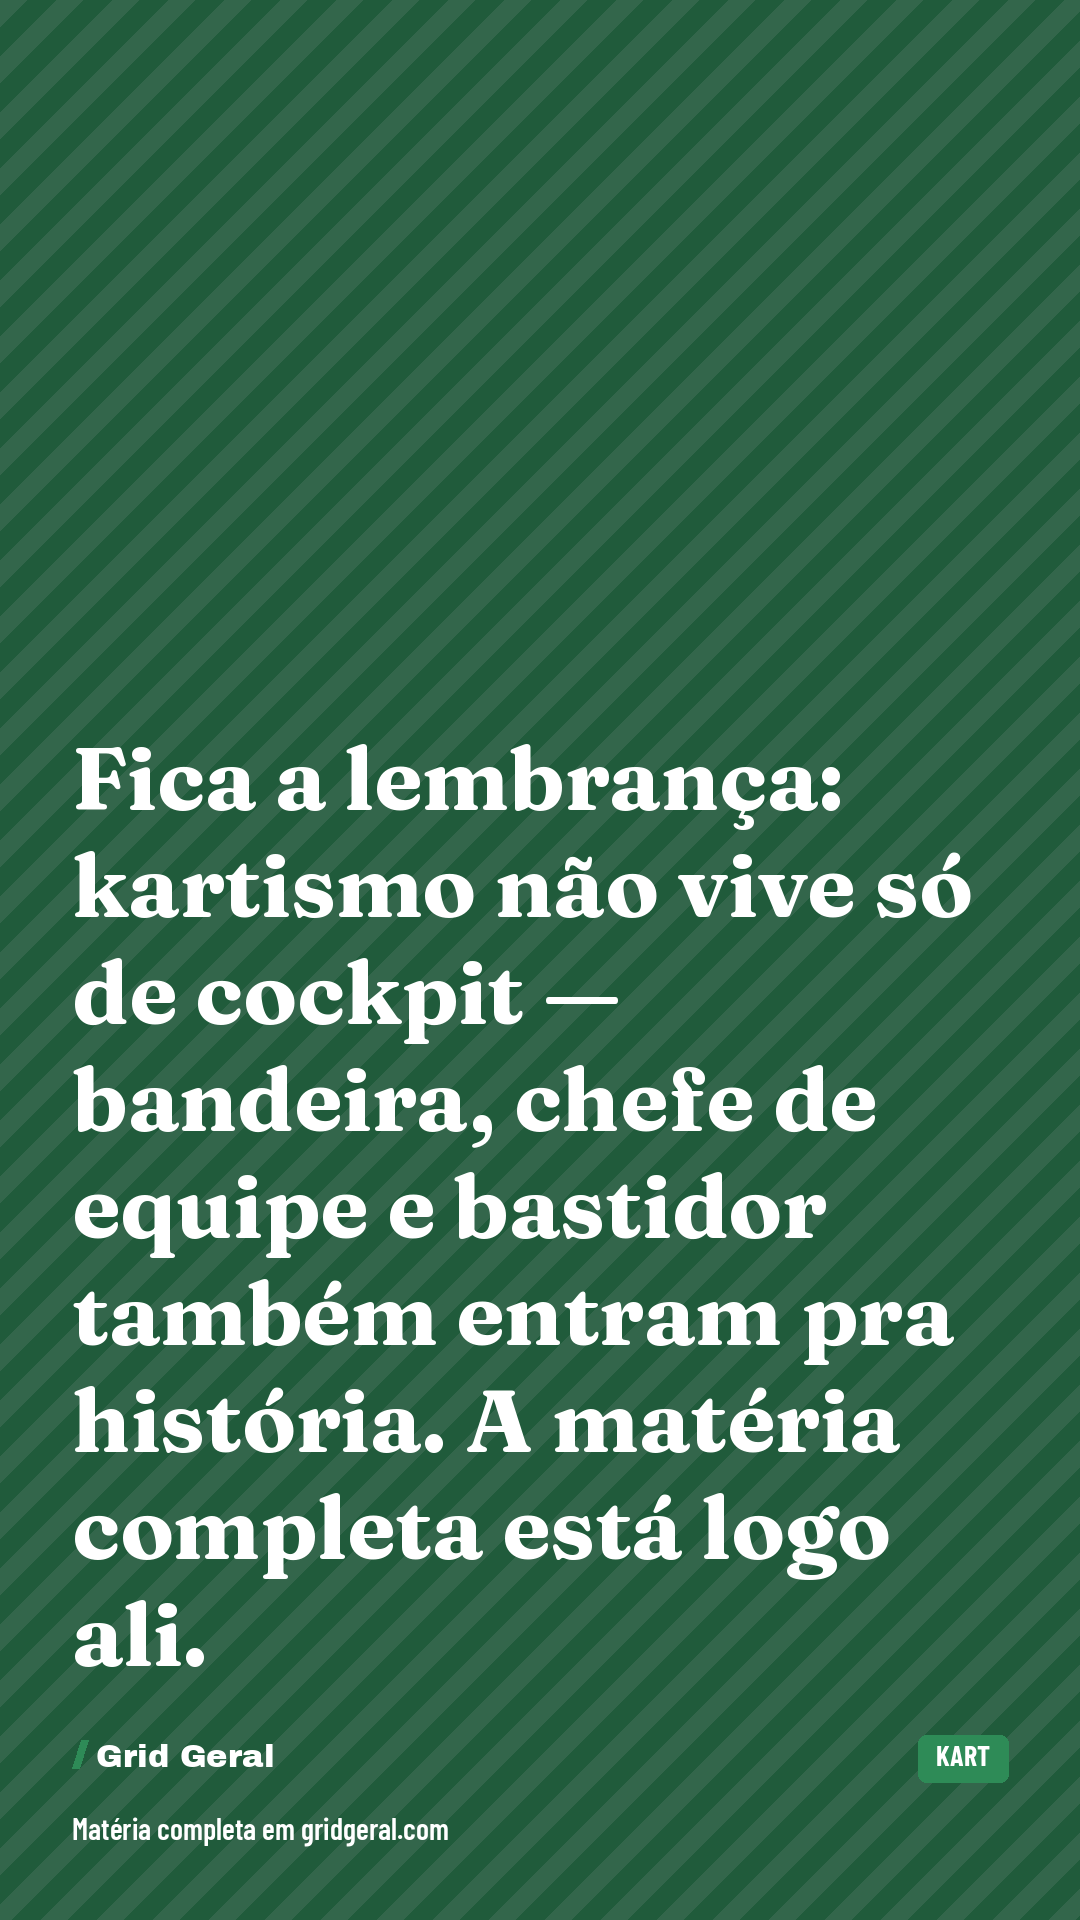 Fica a lembrança:
kartismo não vive só
de cockpit —
bandeira, chefe de
equipe e bastidor
também entram pra
história. A matéria
completa está logo
ali.
/ Grid Geral
KART
Matéria completa em gridgeral.com